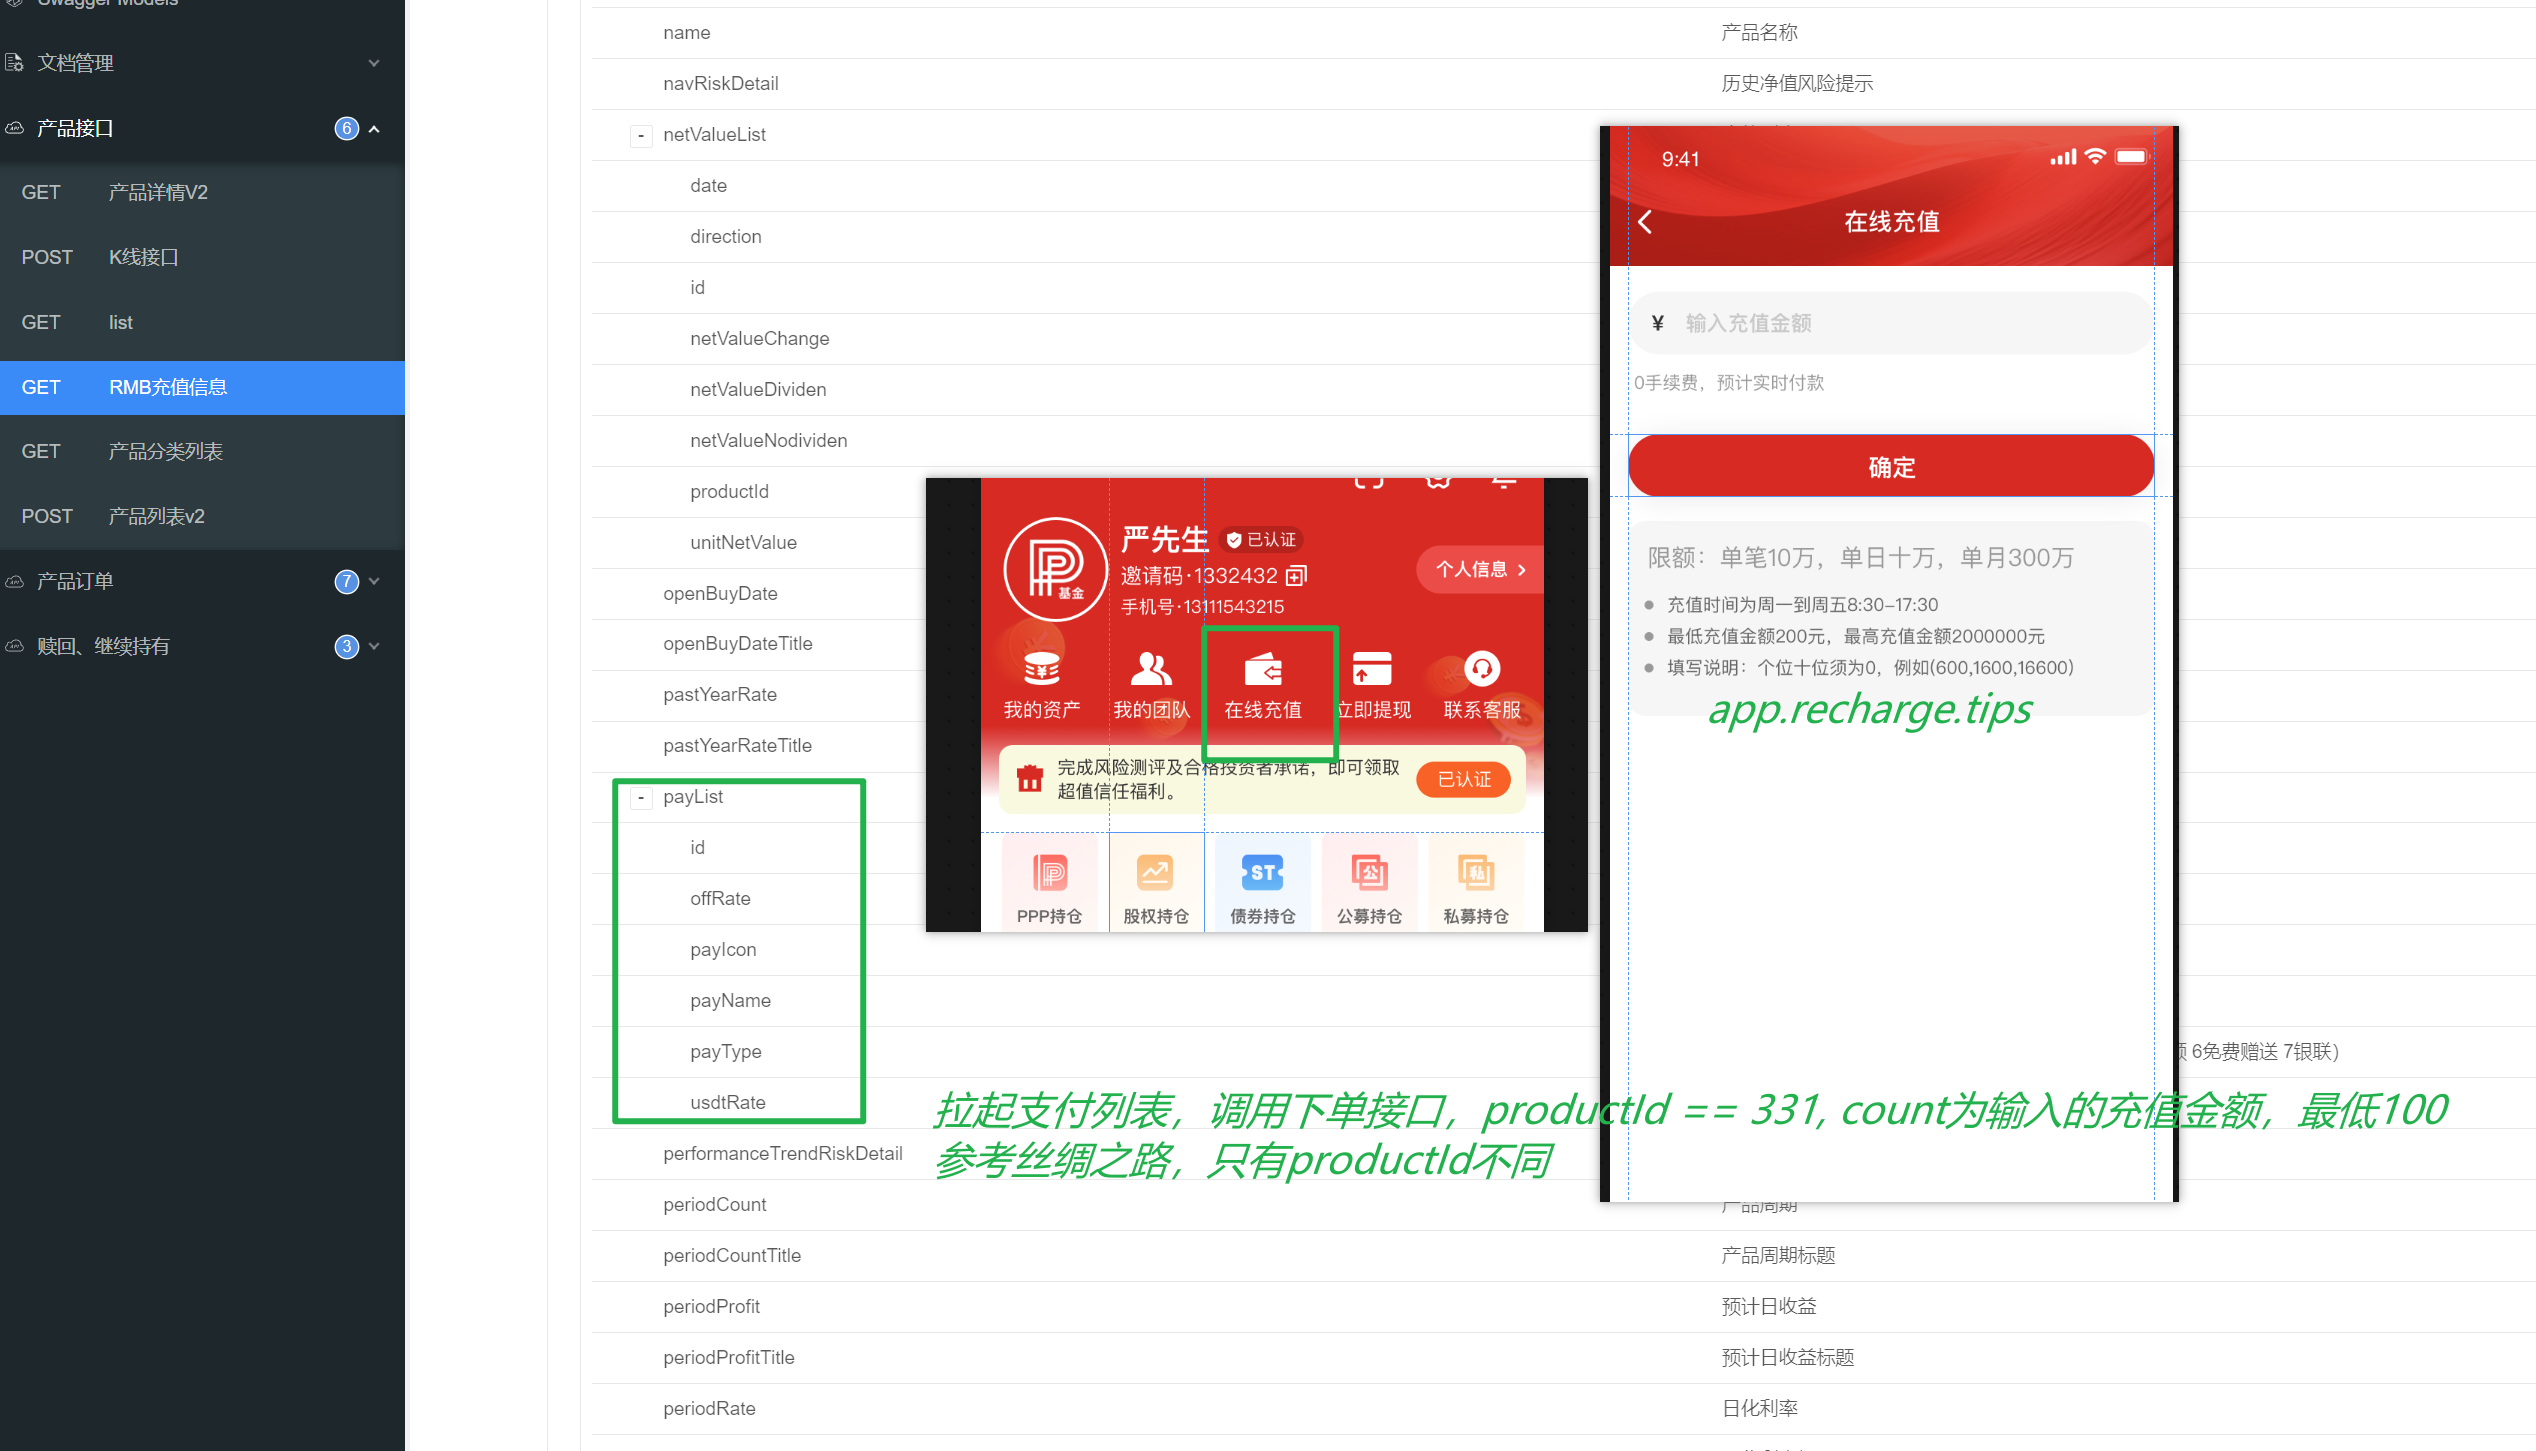 Swagger Models
文档管理
产品接口 6
GET 产品详情V2
POST K线接口
GET list
GET RMB充值信息
GET 产品分类列表
POST 产品列表v2
产品订单 7
赎回、继续持有 3
name 产品名称
navRiskDetail 历史净值风险提示
- netValueList
date
direction
id
netValueChange
netValueDividen
netValueNodividen
productId
unitNetValue
openBuyDate
openBuyDateTitle
pastYearRate
pastYearRateTitle
- payList
id
offRate
payIcon
payName
payType 6免费赠送 7银联)
usdtRate
performanceTrendRiskDetail
periodCount 产品周期
periodCountTitle 产品周期标题
periodProfit 预计日收益
periodProfitTitle 预计日收益标题
periodRate 日化利率
基金
严先生 已认证
邀请码·1332432
手机号·13111543215
个人信息
我的资产 我的团队 在线充值 立即提现 联系客服
完成风险测评及合格投资者承诺，即可领取
超值信任福利。
已认证
ST 公 私
PPP持仓 股权持仓 债券持仓 公募持仓 私募持仓
9:41
在线充值
¥ 输入充值金额
0手续费，预计实时付款
确定
限额：单笔10万，单日十万，单月300万
充值时间为周一到周五8:30-17:30
最低充值金额200元，最高充值金额2000000元
填写说明：个位十位须为0，例如(600,1600,16600)
app.recharge.tips
拉起支付列表，调用下单接口，productId == 331, count为输入的充值金额，最低100
参考丝绸之路，只有productId不同